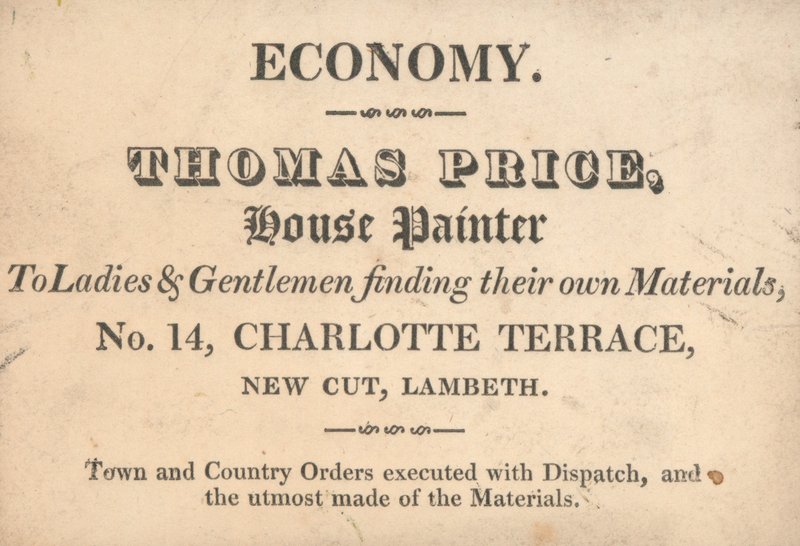 ECONOMY.
THOMAS PRICE,
House Painter
To Ladies & Gentlemen finding their own Materials,
No. 14, CHARLOTTE TERRACE,
NEW CUT, LAMBETH.
Town and Country Orders executed with Dispatch, and
the utmost made of the Materials.